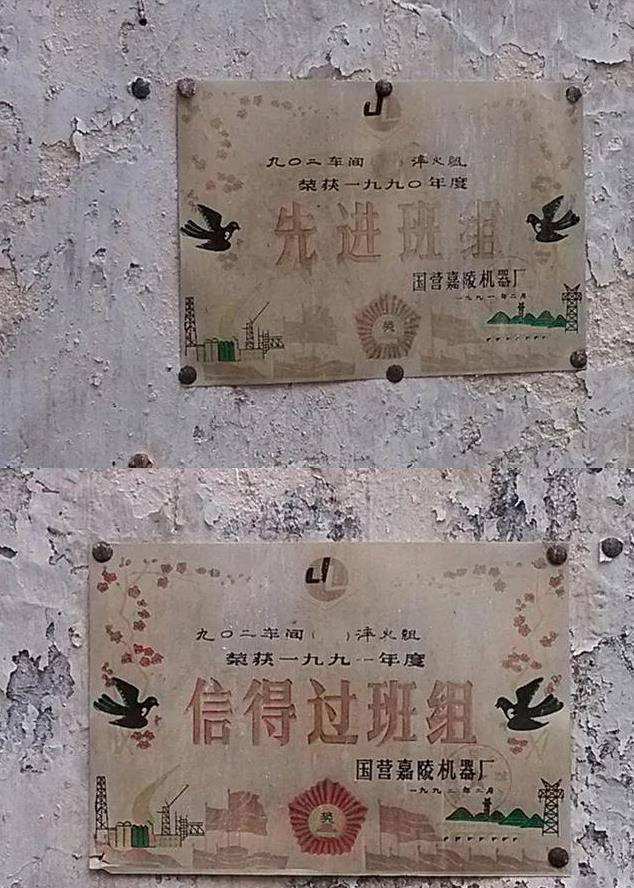 JL
九〇二车间( )淬火组
荣获一九九〇年度
先进班组
国营嘉陵机器厂
一九九一年二月
奖
JL
九〇二车间( )淬火组
荣获一九九一年度
信得过班组
国营嘉陵机器厂
一九九二年二月
奖